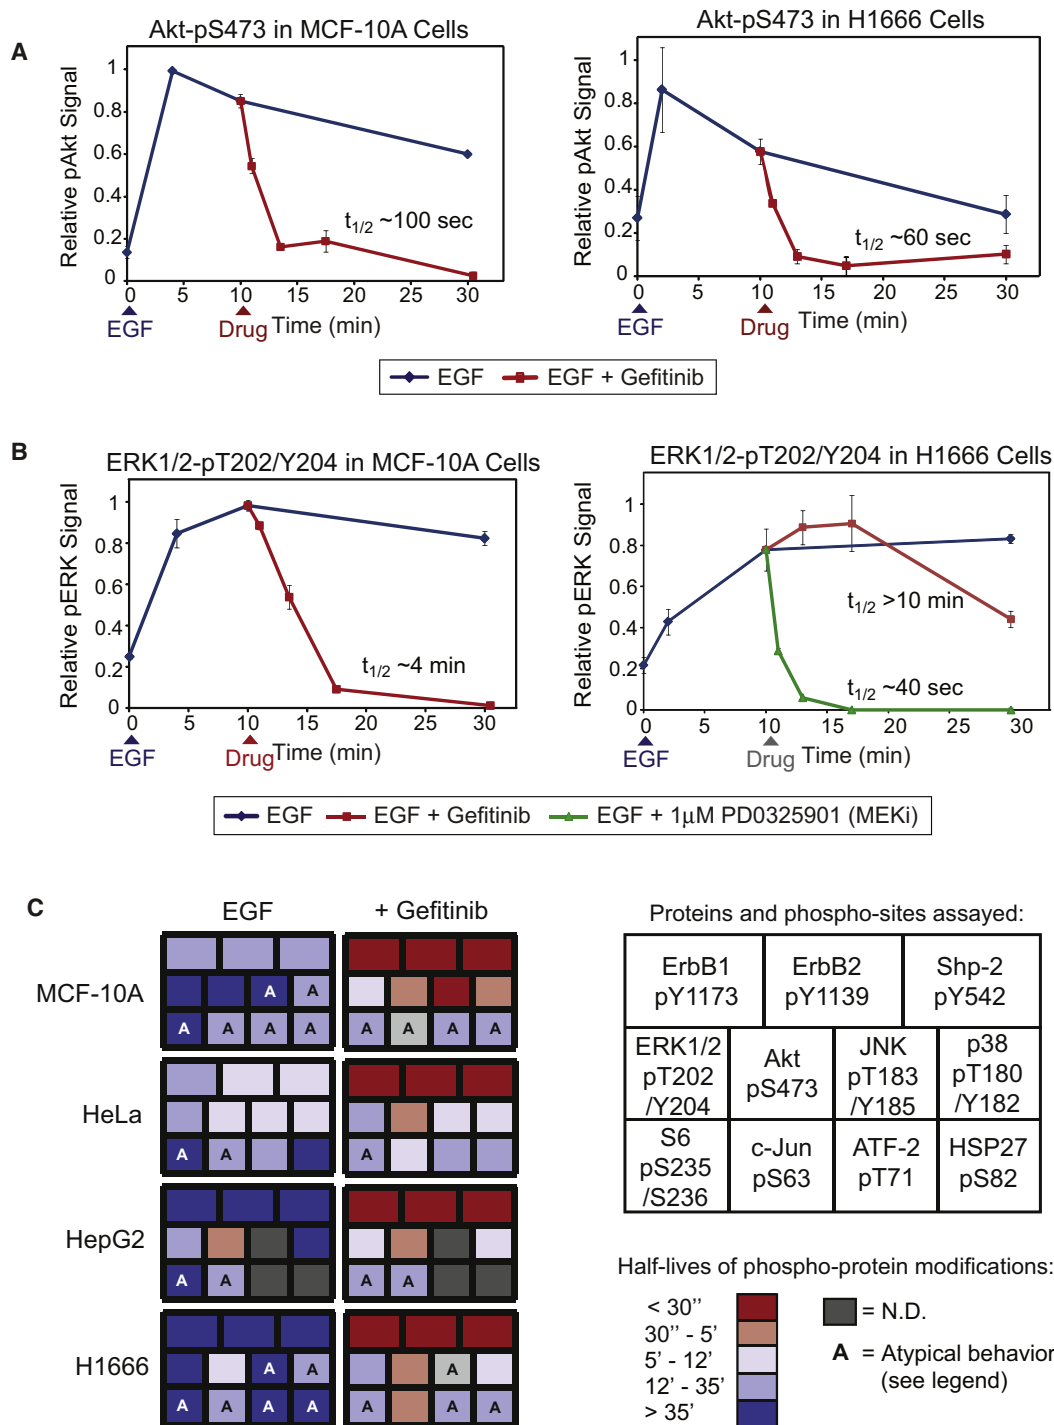 A
Akt-pS473 in MCF-10A Cells
Relative pAkt Signal
1
0.8
0.6
0.4
0.2
0
t1/2 ~100 sec
0 5 10 15 20 25 30
EGF
Drug
Time (min)
Akt-pS473 in H1666 Cells
Relative pAkt Signal
1
0.8
0.6
0.4
0.2
0
t1/2 ~60 sec
0 5 10 15 20 25 30
EGF
Drug
Time (min)
EGF EGF + Gefitinib
B
ERK1/2-pT202/Y204 in MCF-10A Cells
Relative pERK Signal
1
0.8
0.6
0.4
0.2
0
t1/2 ~4 min
0 5 10 15 20 25 30
EGF
Drug
Time (min)
ERK1/2-pT202/Y204 in H1666 Cells
Relative pERK Signal
1
0.8
0.6
0.4
0.2
0
t1/2 >10 min
t1/2 ~40 sec
0 5 10 15 20 25 30
EGF
Drug
Time (min)
EGF EGF + Gefitinib EGF + 1µM PD0325901 (MEKi)
C
EGF + Gefitinib
MCF-10A
A A
A A A A A A A A
HeLa
A A A
HepG2
A A A A
H1666
A A A
A A A A A A A
Proteins and phospho-sites assayed:
ErbB1
pY1173
ErbB2
pY1139
Shp-2
pY542
ERK1/2
pT202
/Y204
Akt
pS473
JNK
pT183
/Y185
p38
pT180
/Y182
S6
pS235
/S236
c-Jun
pS63
ATF-2
pT71
HSP27
pS82
Half-lives of phospho-protein modifications:
< 30''
30'' - 5'
5' - 12'
12' - 35'
> 35'
= N.D.
A = Atypical behavior
(see legend)